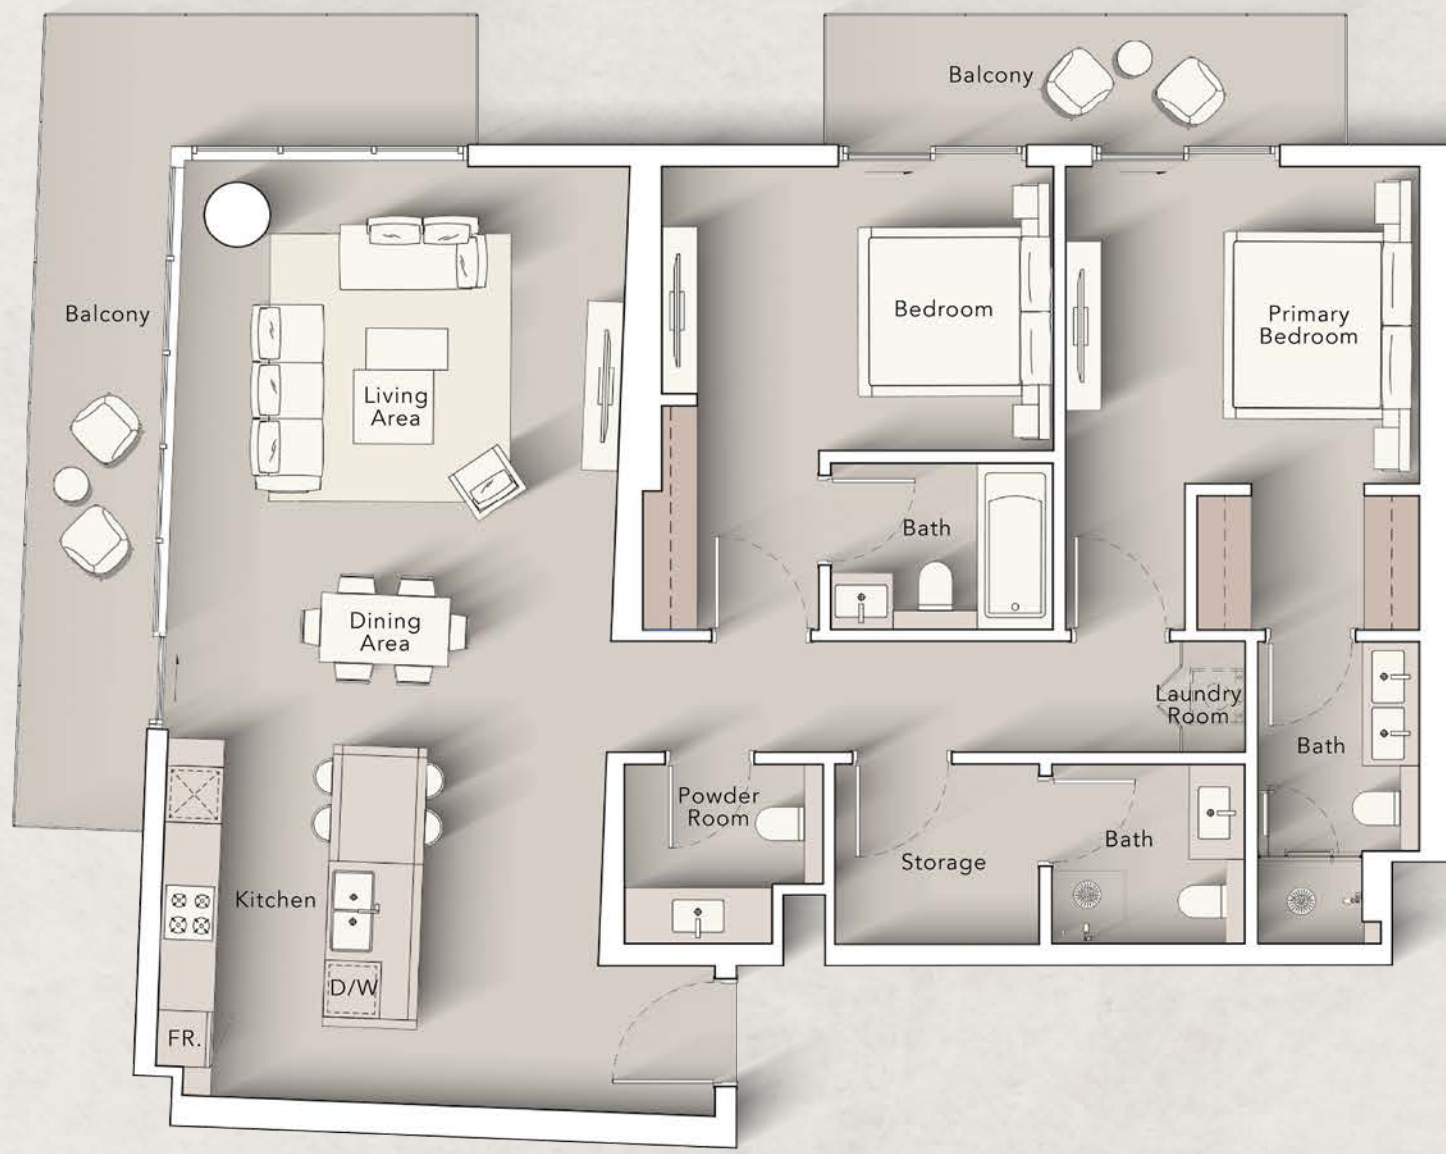 Balcony
Balcony
Bedroom
Primary
Bedroom
Living
Area
Bath
Dining
Area
Laundry
Room
Bath
Powder
Room
Bath
Storage
Kitchen
D/W
FR.